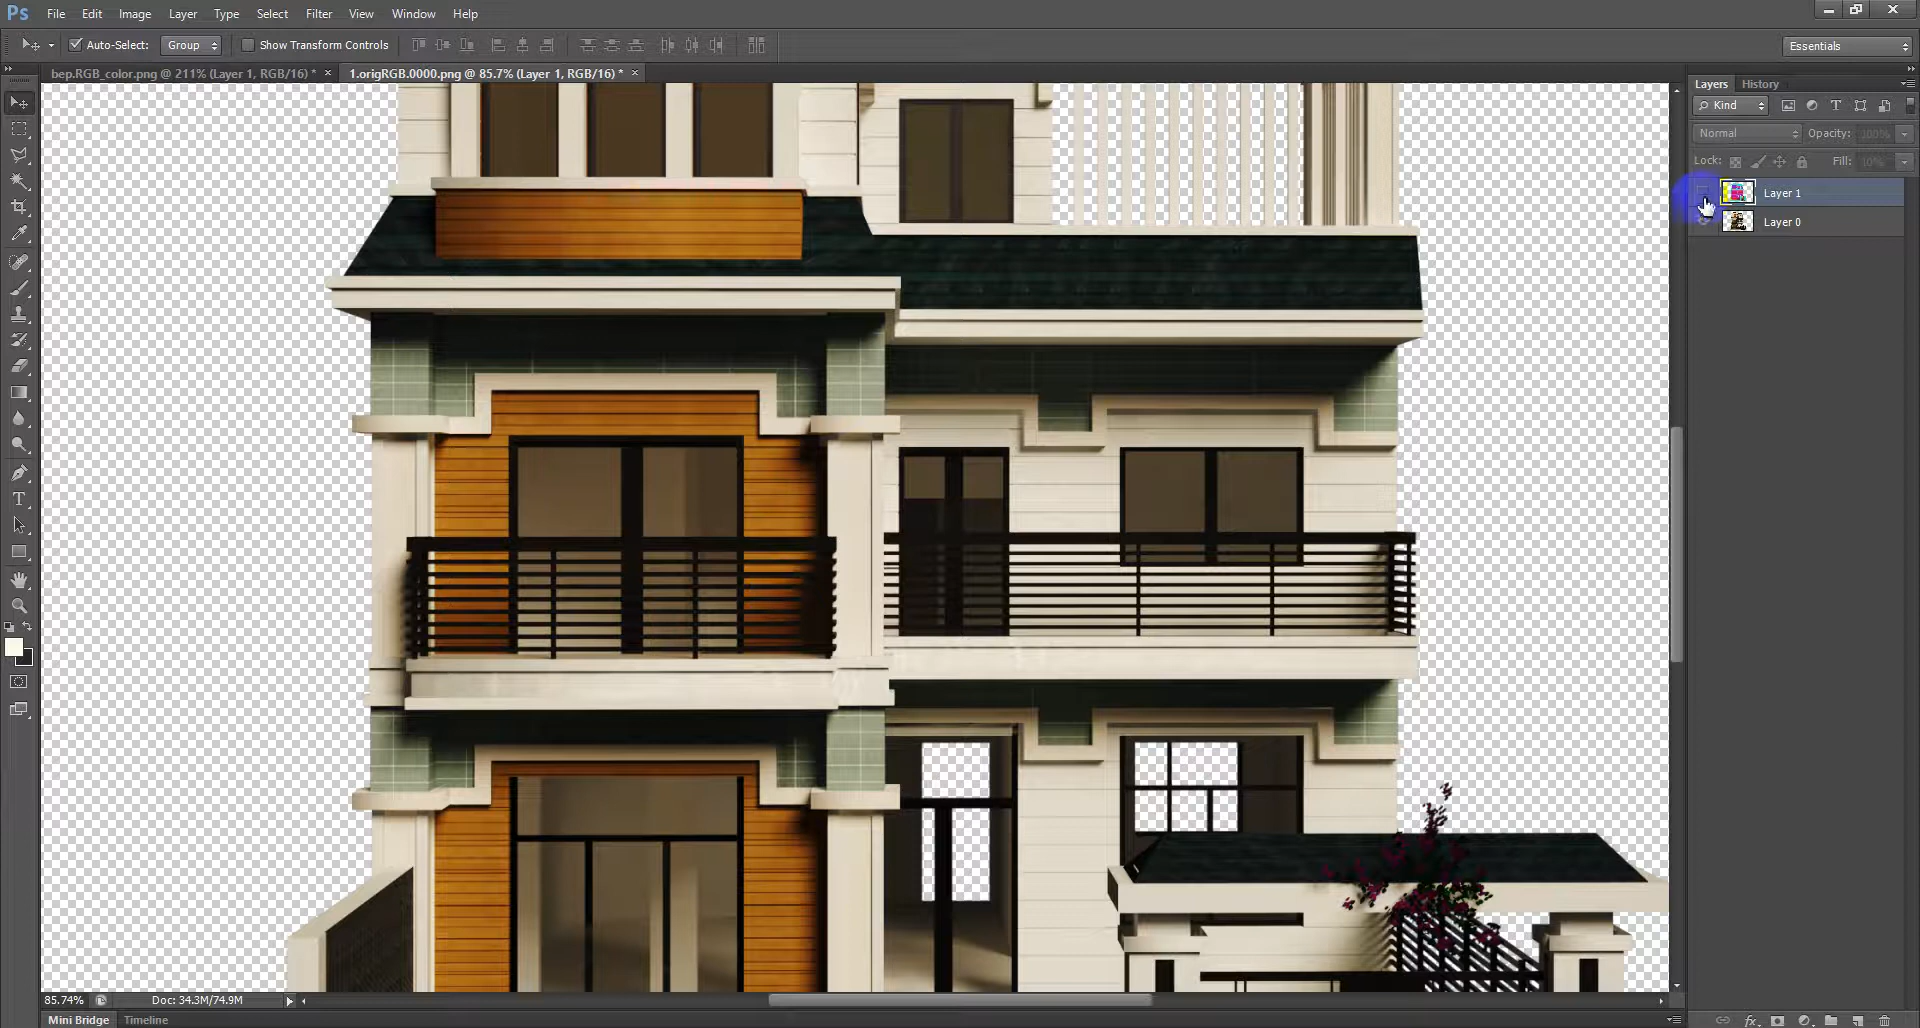 Ps File Edit Image Layer Type Select Filter View Window Help
Auto-Select: Group Show Transform Controls Essentials
bep.RGB_color.png @ 211% (Layer 1, RGB/16) * × 1.origRGB.0000.png @ 85.7% (Layer 1, RGB/16) * ×
Layers History
Kind
Normal Opacity: 100%
Lock: Fill: 10%
Layer 1
Layer 0
85.74% Doc: 34.3M/74.9M
Mini Bridge Timeline